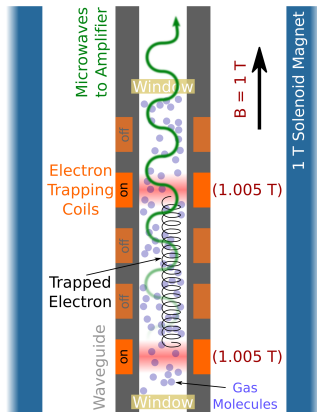 Microwaves
to Amplifier
Window
B = 1 T
1 T Solenoid Magnet
off
Electron
Trapping
Coils
on
(1.005 T)
off
Trapped
Electron
off
Waveguide
on
(1.005 T)
Gas
Molecules
Window